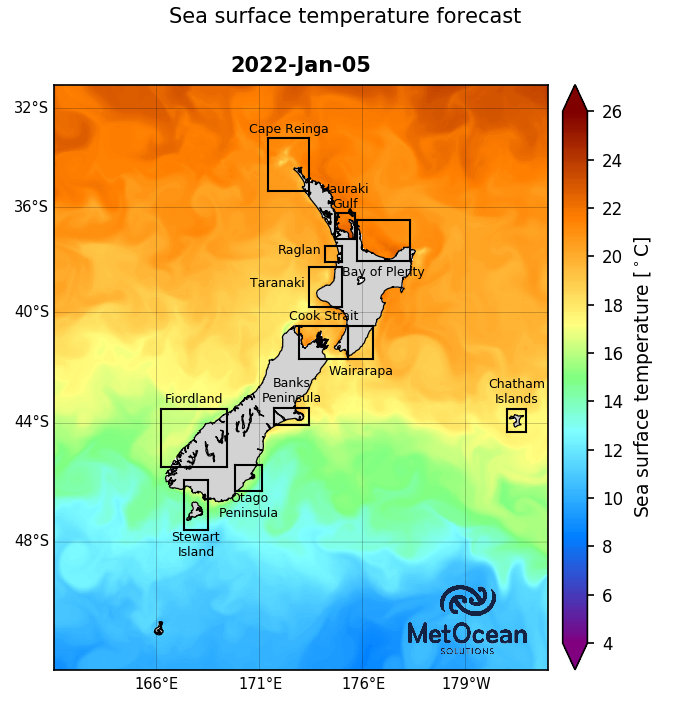 Sea surface temperature forecast
2022-Jan-05
32°S
36°S
40°S
44°S
48°S
Cape Reinga
Hauraki
Gulf
Raglan
Bay of Plenty
Taranaki
Cook Strait
Wairarapa
Banks
Peninsula
Chatham
Islands
Fiordland
Otago
Peninsula
Stewart
Island
MetOcean
SOLUTIONS
166°E
171°E
176°E
179°W
26
24
22
20
18
16
14
12
10
8
6
4
Sea surface temperature [°C]